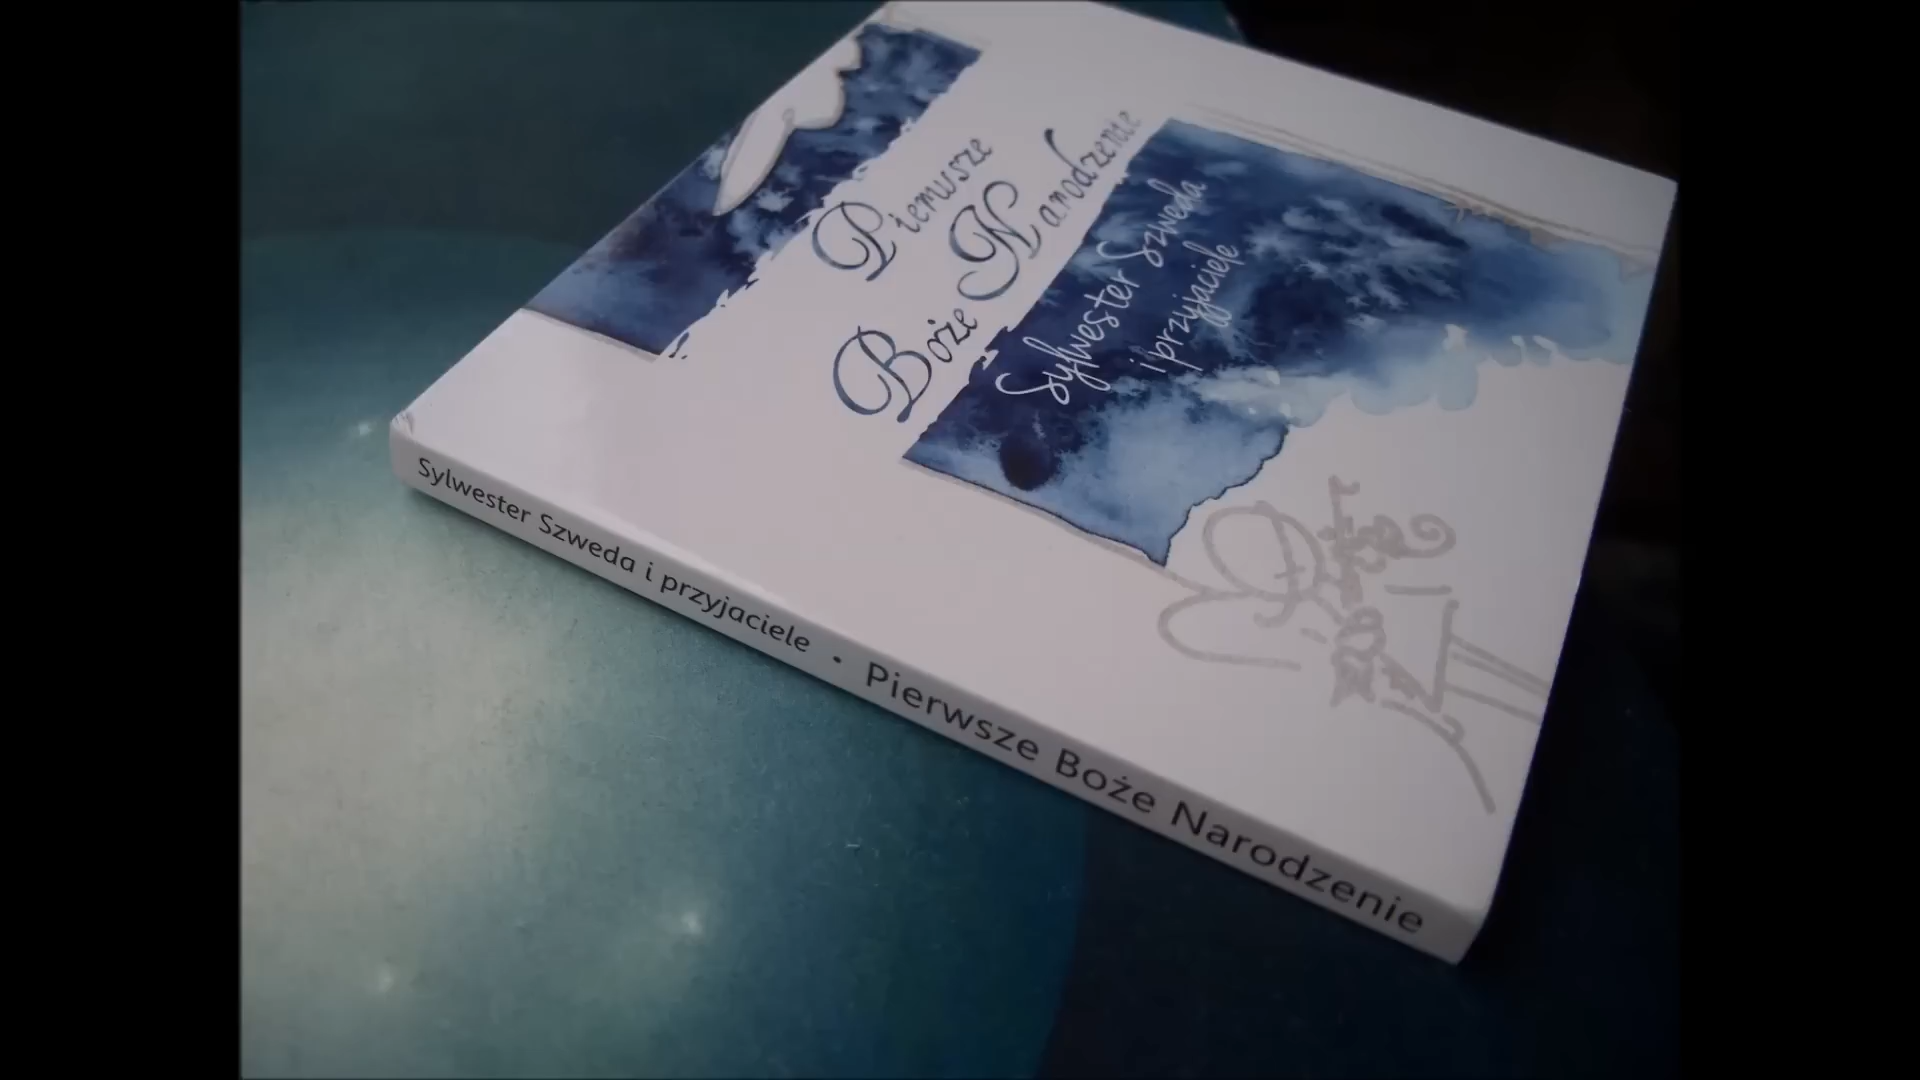 Pierwsze
Boże Narodzenie
Sylwester Szweda
i przyjaciele
Sylwester Szweda i przyjaciele • Pierwsze Boże Narodzenie